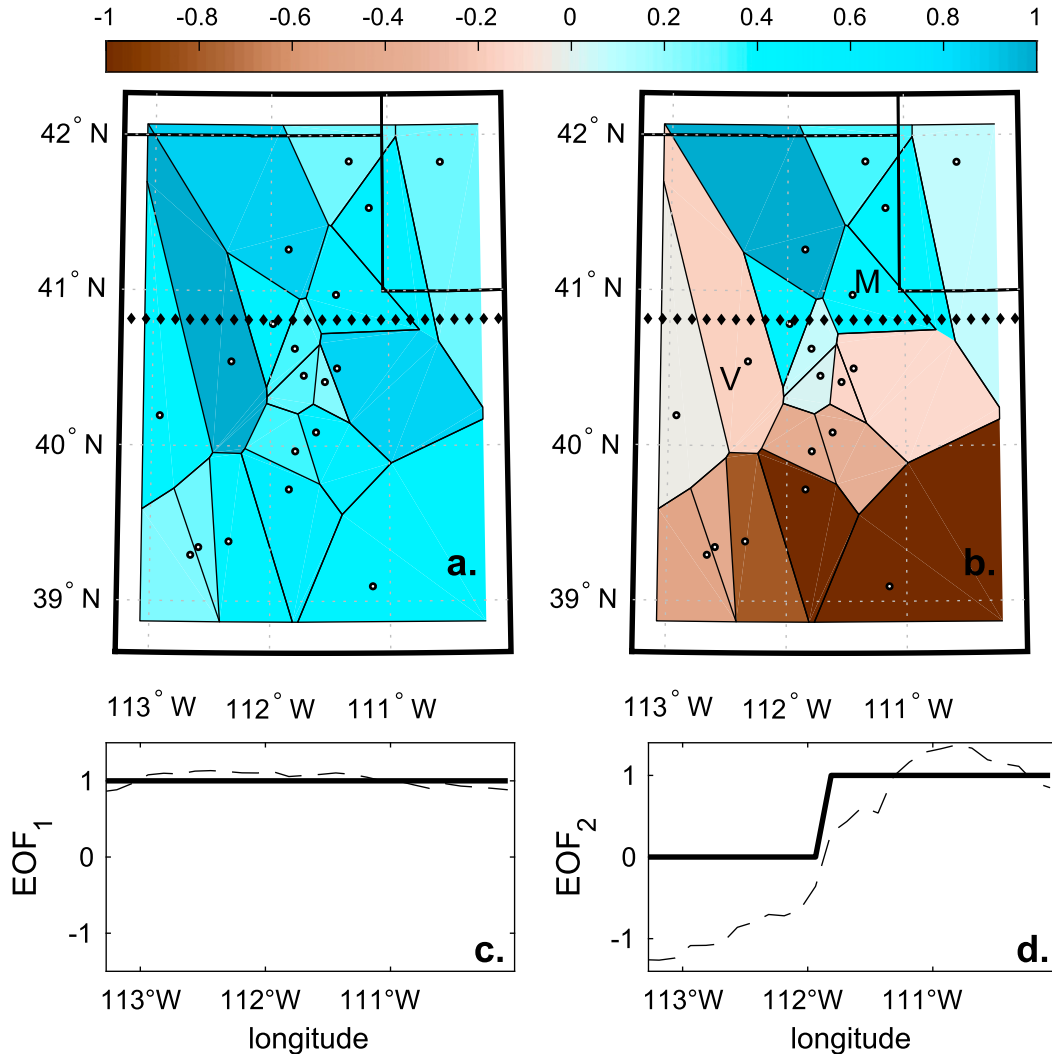 -1 -0.8 -0.6 -0.4 -0.2 0 0.2 0.4 0.6 0.8 1
42° N 42° N
41° N 41° N
M
V
40° N 40° N
a. b.
39° N 39° N
113° W 112° W 111° W 113° W 112° W 111° W
EOF1
1
0
-1
c.
113°W 112°W 111°W
longitude
EOF2
1
0
-1
d.
113°W 112°W 111°W
longitude